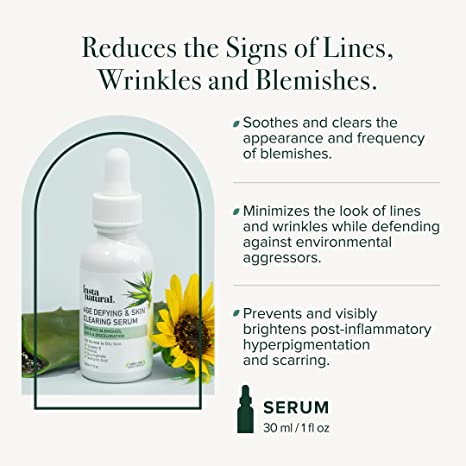 Reduces the Signs of Lines,
Wrinkles and Blemishes.
Soothes and clears the
appearance and frequency
of blemishes.
Minimizes the look of lines
and wrinkles while defending
against environmental
aggressors.
Prevents and visibly
brightens post-inflammatory
hyperpigmentation
and scarring.
Insta
natural.
AGE DEFYING & SKIN
CLEARING SERUM
SERUM
30 ml / 1 fl oz